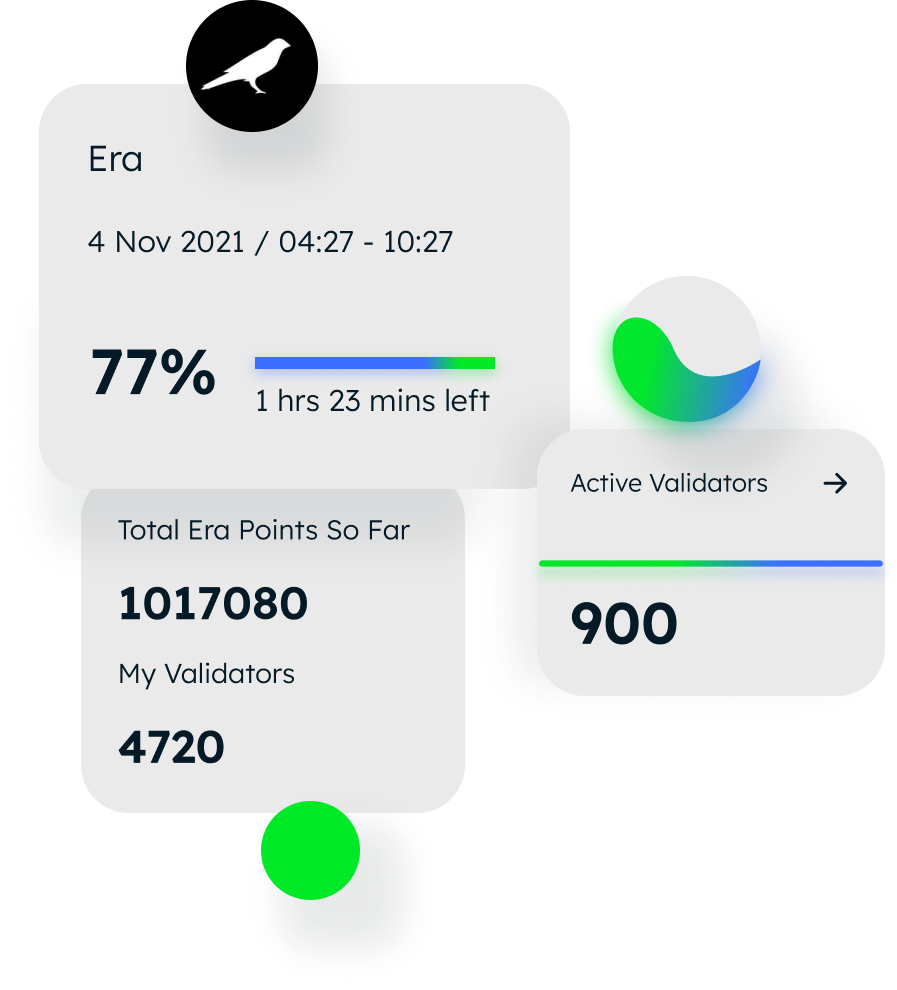 Era
4 Nov 2021 / 04:27 - 10:27
77%
1 hrs 23 mins left
Active Validators
900
Total Era Points So Far
1017080
My Validators
4720